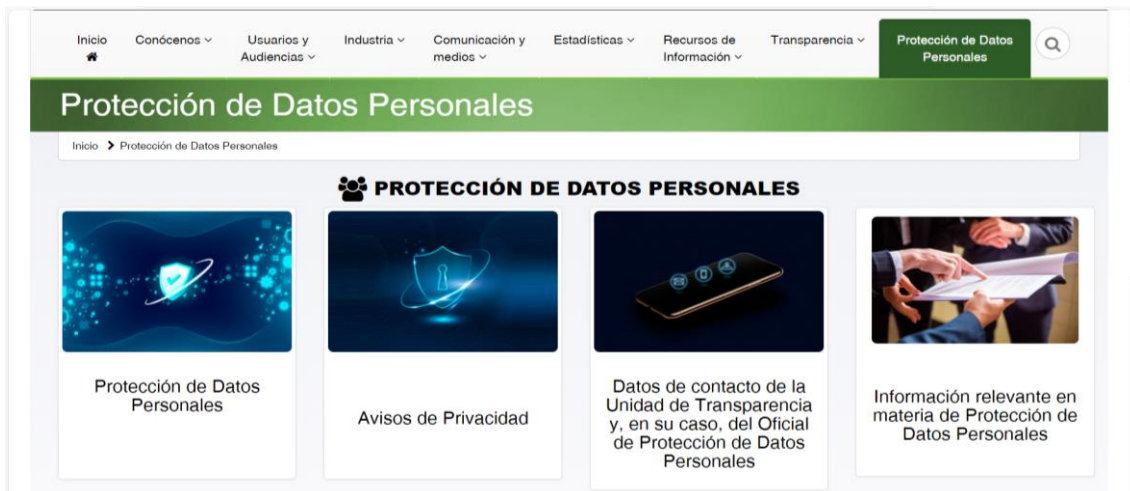 Inicio
Conócenos
Usuarios y
Audiencias
Industria
Comunicación y
medios
Estadísticas
Recursos de
Información
Transparencia
Protección de Datos
Personales
Protección de Datos Personales
Inicio > Protección de Datos Personales
PROTECCIÓN DE DATOS PERSONALES
Protección de Datos
Personales
Avisos de Privacidad
Datos de contacto de la
Unidad de Transparencia
y, en su caso, del Oficial
de Protección de Datos
Personales
Información relevante en
materia de Protección de
Datos Personales